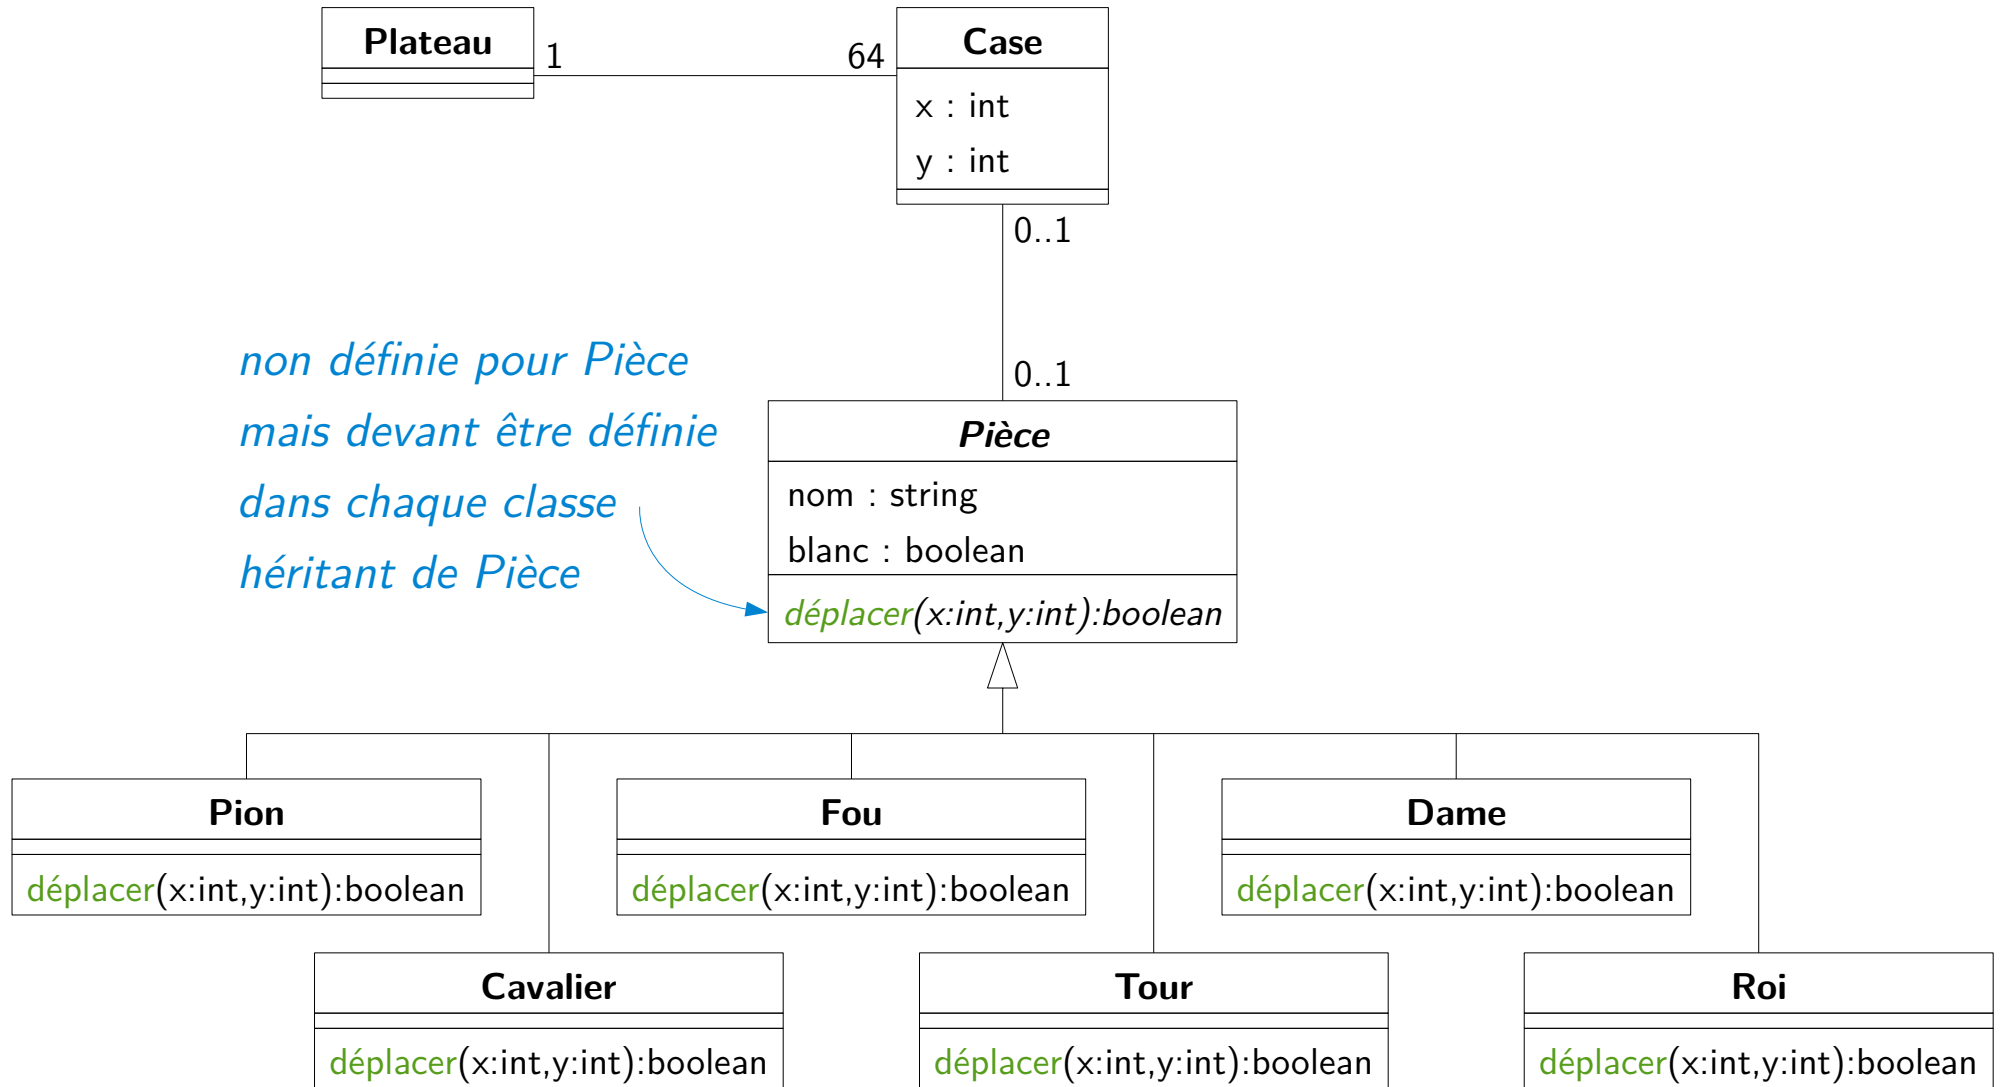 Plateau
1
64
Case
x : int
y : int
0..1
0..1
non définie pour Pièce
mais devant être définie
dans chaque classe
héritant de Pièce
Pièce
nom : string
blanc : boolean
déplacer(x:int,y:int):boolean
Pion
déplacer(x:int,y:int):boolean
Fou
déplacer(x:int,y:int):boolean
Dame
déplacer(x:int,y:int):boolean
Cavalier
déplacer(x:int,y:int):boolean
Tour
déplacer(x:int,y:int):boolean
Roi
déplacer(x:int,y:int):boolean